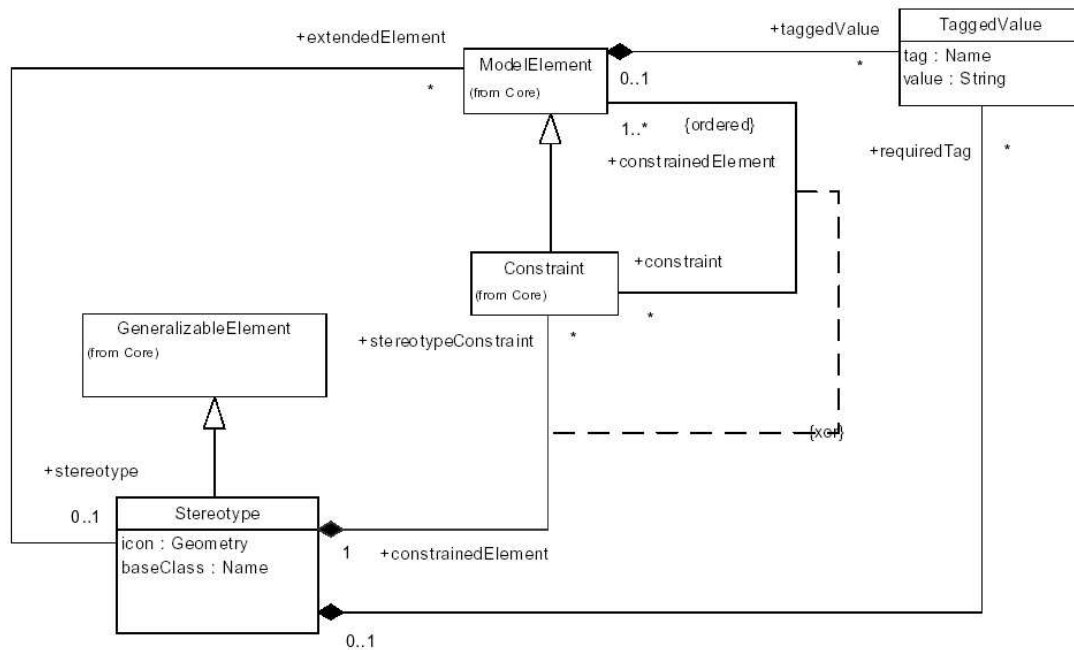 +extendedElement
+taggedValue
TaggedValue
tag : Name
value : String
ModelElement
(from Core)
*
0..1
*
1..*
{ordered}
+constrainedElement
+requiredTag
*
Constraint
(from Core)
+constraint
*
+stereotypeConstraint
*
GeneralizableElement
(from Core)
{xor}
+stereotype
0..1
Stereotype
icon : Geometry
baseClass : Name
1
+constrainedElement
0..1